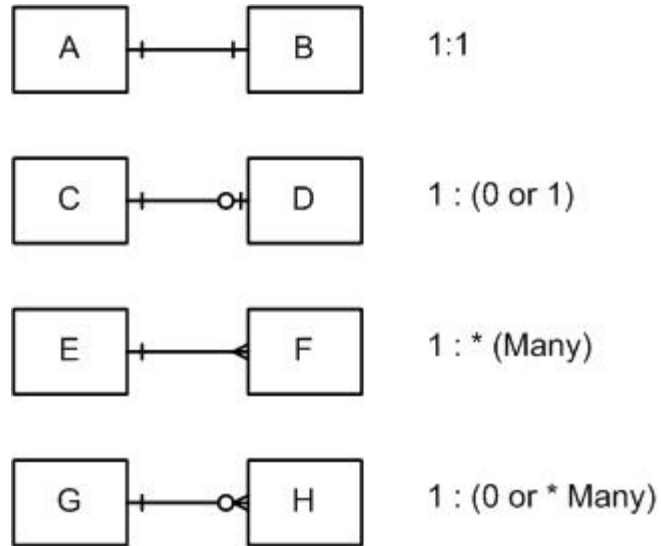 A B 1:1
C D 1 : (0 or 1)
E F 1 : * (Many)
G H 1 : (0 or * Many)